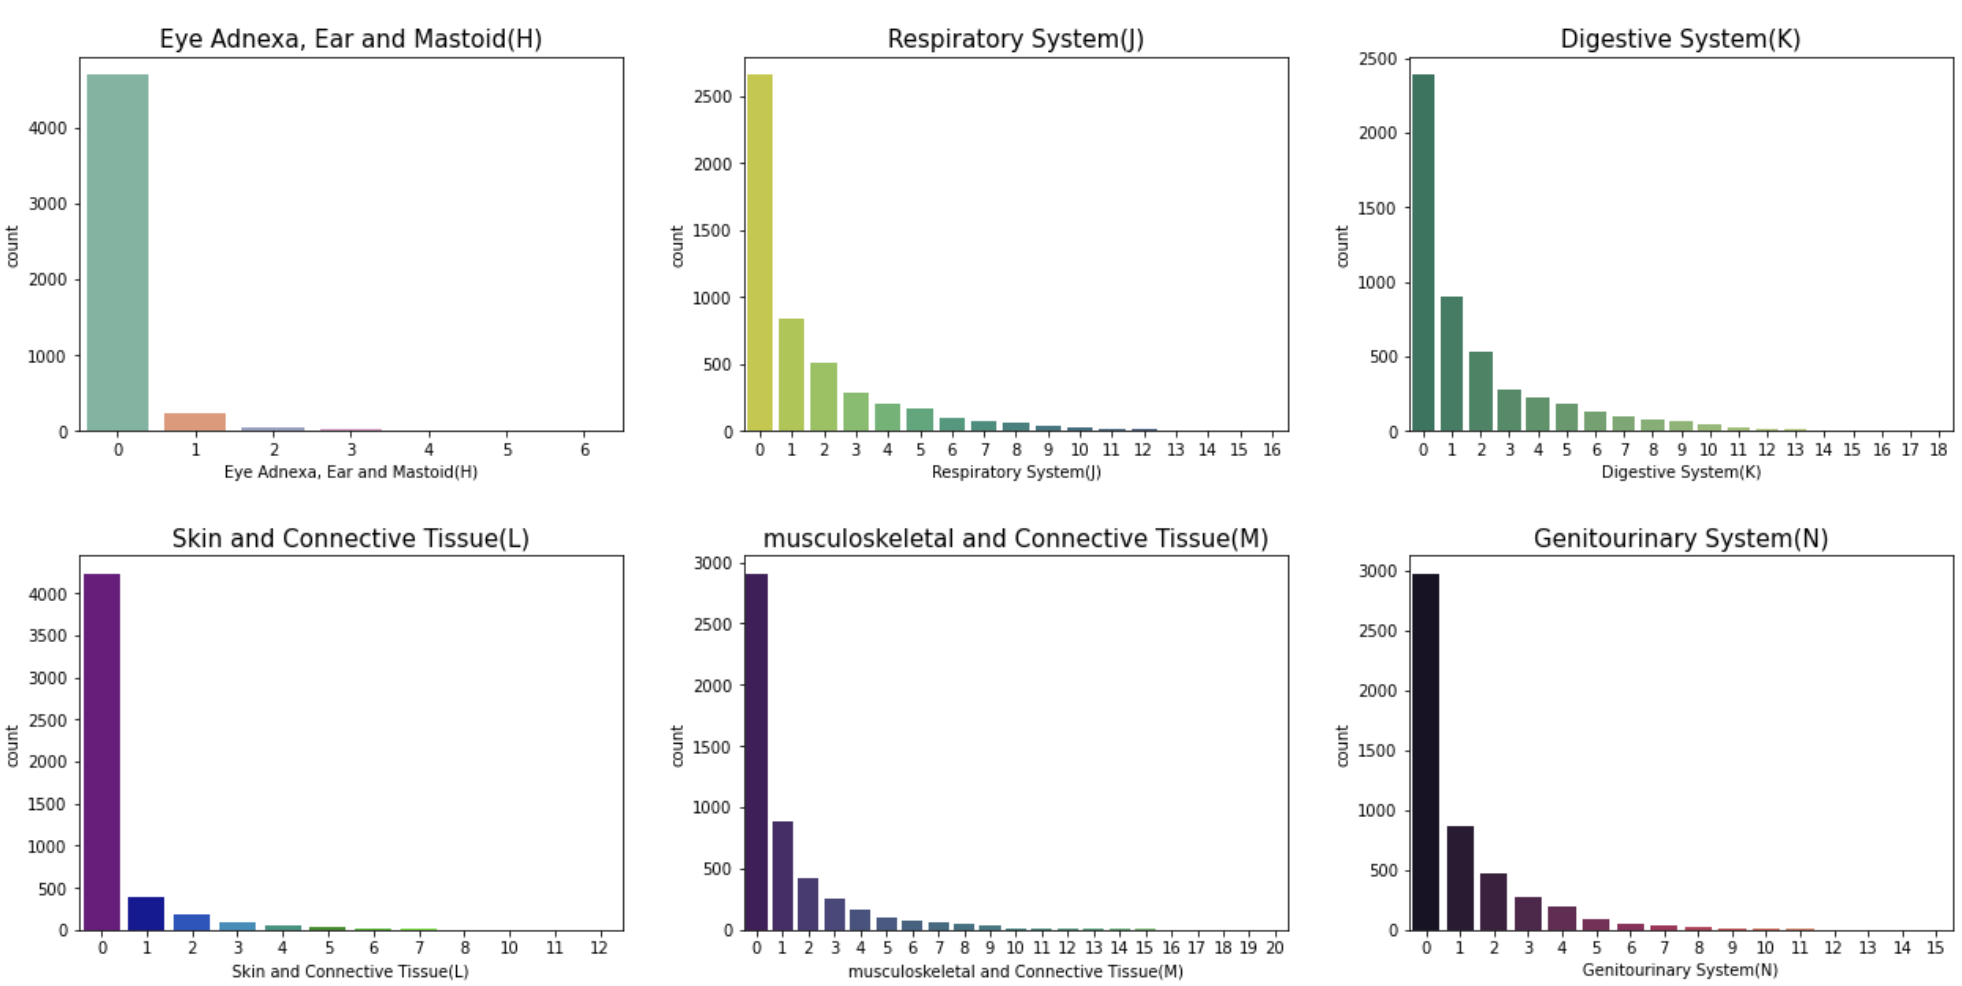 Eye Adnexa, Ear and Mastoid(H)
count
4000
3000
2000
1000
0
0 1 2 3 4 5 6
Eye Adnexa, Ear and Mastoid(H)
Respiratory System(J)
count
2500
2000
1500
1000
500
0
0 1 2 3 4 5 6 7 8 9 10 11 12 13 14 15 16
Respiratory System(J)
Digestive System(K)
count
2500
2000
1500
1000
500
0
0 1 2 3 4 5 6 7 8 9 10 11 12 13 14 15 16 17 18
Digestive System(K)
Skin and Connective Tissue(L)
count
4000
3500
3000
2500
2000
1500
1000
500
0
0 1 2 3 4 5 6 7 8 10 11 12
Skin and Connective Tissue(L)
musculoskeletal and Connective Tissue(M)
count
3000
2500
2000
1500
1000
500
0
0 1 2 3 4 5 6 7 8 9 10 11 12 13 14 15 16 17 18 19 20
musculoskeletal and Connective Tissue(M)
Genitourinary System(N)
count
3000
2500
2000
1500
1000
500
0
0 1 2 3 4 5 6 7 8 9 10 11 12 13 14 15
Genitourinary System(N)